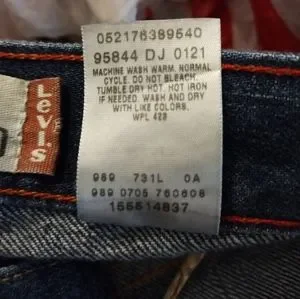 052176389540
95844 DJ 0121
MACHINE WASH WARM. NORMAL
CYCLE. DO NOT BLEACH.
TUMBLE DRY HOT. HOT IRON
IF NEEDED. WASH AND DRY
WITH LIKE COLORS.
WPL 423
989 731L 0A
989 0705 760606
155514837
Levi's